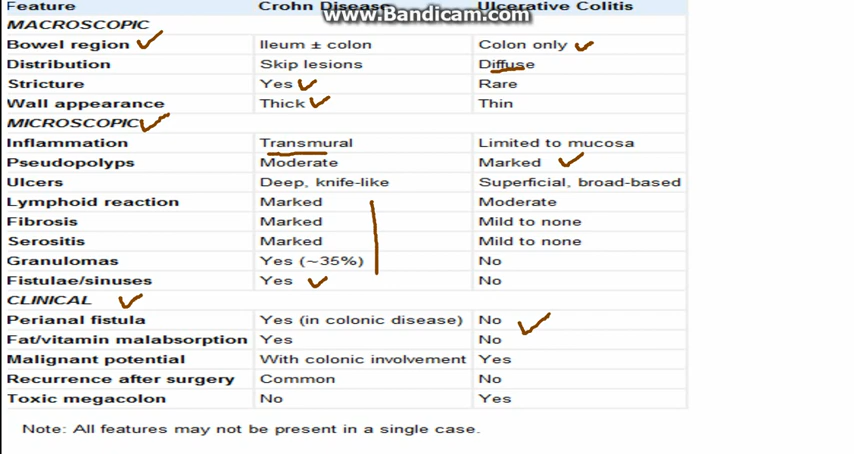 Feature Crohn Disease Ulcerative Colitis
www.Bandicam.com
MACROSCOPIC
Bowel region Ileum ± colon Colon only
Distribution Skip lesions Diffuse
Stricture Yes Rare
Wall appearance Thick Thin
MICROSCOPIC
Inflammation Transmural Limited to mucosa
Pseudopolyps Moderate Marked
Ulcers Deep, knife-like Superficial, broad-based
Lymphoid reaction Marked Moderate
Fibrosis Marked Mild to none
Serositis Marked Mild to none
Granulomas Yes (~35%) No
Fistulae/sinuses Yes No
CLINICAL
Perianal fistula Yes (in colonic disease) No
Fat/vitamin malabsorption Yes No
Malignant potential With colonic involvement Yes
Recurrence after surgery Common No
Toxic megacolon No Yes
Note: All features may not be present in a single case.